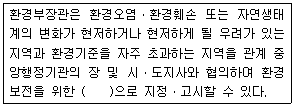 환경부장관은 환경오염ㆍ환경훼손 또는 자연생태
계의 변화가 현저하거나 현저하게 될 우려가 있는
지역과 환경기준을 자주 초과하는 지역을 관계 중
앙행정기관의 장 및 시ㆍ도지사와 협의하며 환경
보전을 위한 (     )으로 지정ㆍ고시할 수 있다.